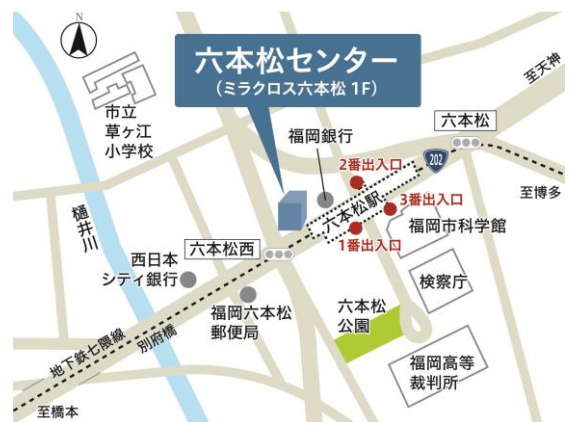 N
六本松センター
（ミラクロス六本松 1F）
至天神
市立
草ヶ江
小学校
福岡銀行
六本松
2番出入口
202
至博多
3番出入口
六本松駅
福岡市科学館
1番出入口
樋井川
六本松西
西日本
シティ銀行
検察庁
福岡六本松
郵便局
六本松
公園
地下鉄七隈線
別府橋
福岡高等
裁判所
至橋本